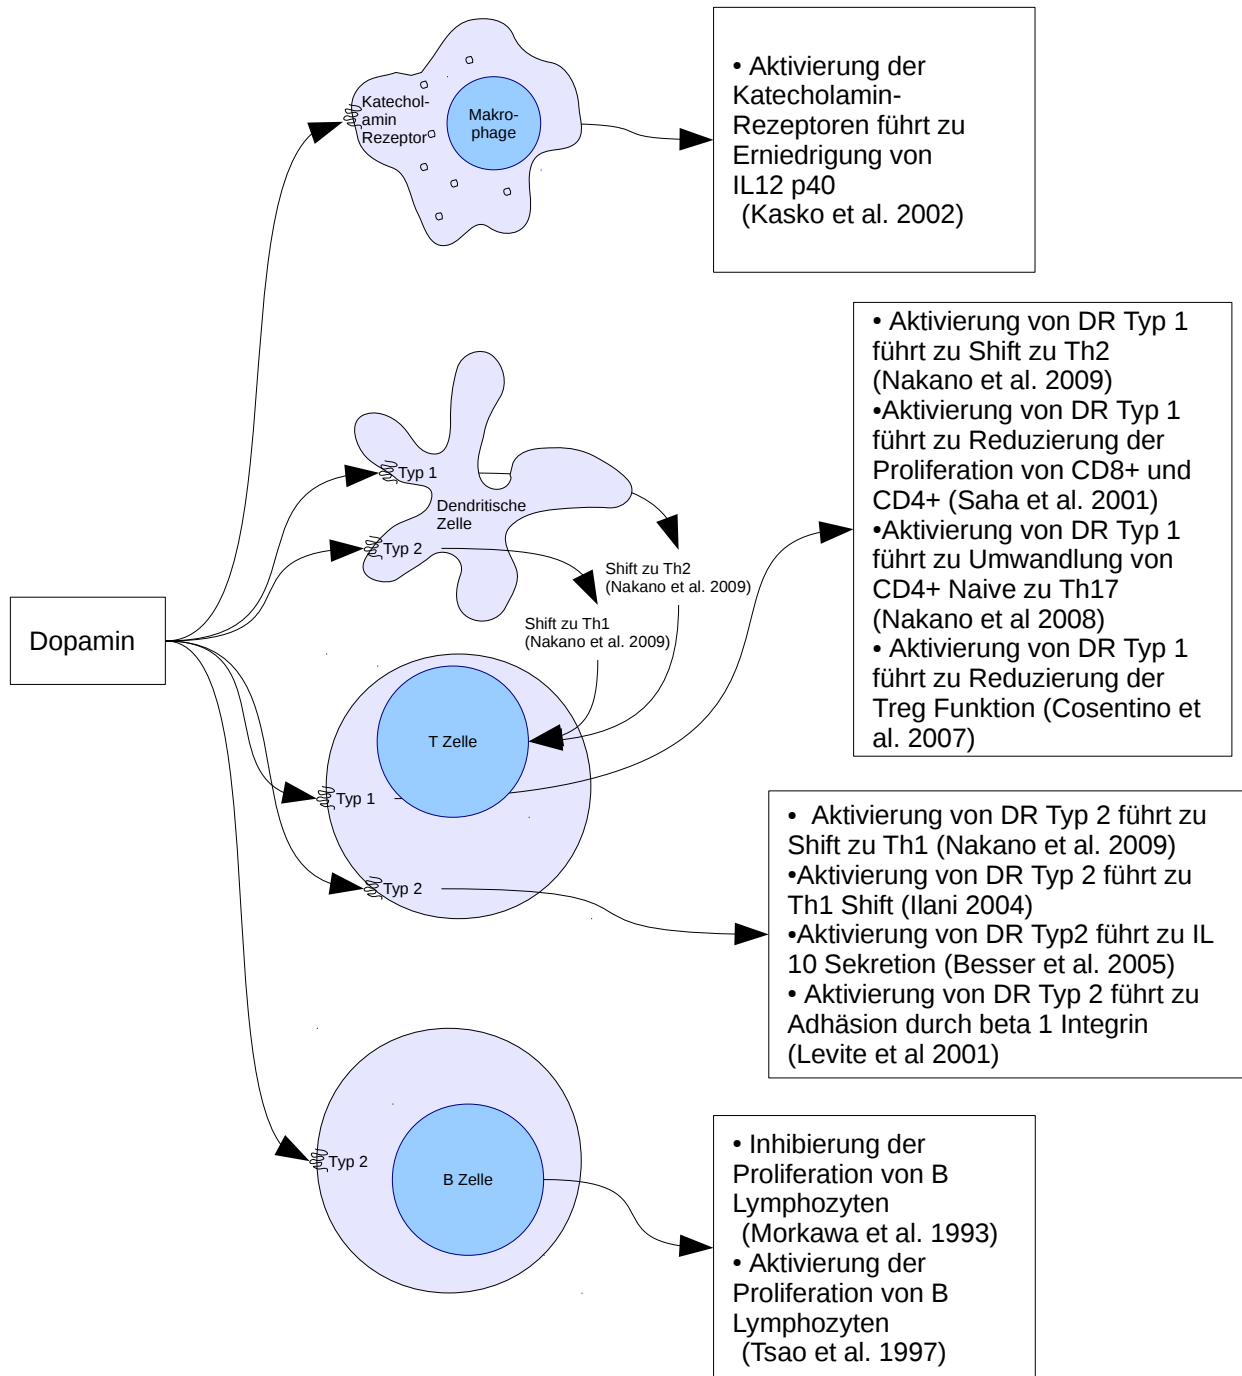 Katechol-
amin
Rezeptor
Makro-
phage
• Aktivierung der
Katecholamin-
Rezeptoren führt zu
Erniedrigung von
IL12 p40
(Kasko et al. 2002)
Typ 1
Dendritische
Zelle
Typ 2
Shift zu Th2
(Nakano et al. 2009)
Shift zu Th1
(Nakano et al. 2009)
• Aktivierung von DR Typ 1
führt zu Shift zu Th2
(Nakano et al. 2009)
•Aktivierung von DR Typ 1
führt zu Reduzierung der
Proliferation von CD8+ und
CD4+ (Saha et al. 2001)
•Aktivierung von DR Typ 1
führt zu Umwandlung von
CD4+ Naive zu Th17
(Nakano et al 2008)
• Aktivierung von DR Typ 1
führt zu Reduzierung der
Treg Funktion (Cosentino et
al. 2007)
Dopamin
T Zelle
Typ 1
Typ 2
• Aktivierung von DR Typ 2 führt zu
Shift zu Th1 (Nakano et al. 2009)
•Aktivierung von DR Typ 2 führt zu
Th1 Shift (Ilani 2004)
•Aktivierung von DR Typ2 führt zu IL
10 Sekretion (Besser et al. 2005)
• Aktivierung von DR Typ 2 führt zu
Adhäsion durch beta 1 Integrin
(Levite et al 2001)
Typ 2
B Zelle
• Inhibierung der
Proliferation von B
Lymphozyten
(Morkawa et al. 1993)
• Aktivierung der
Proliferation von B
Lymphozyten
(Tsao et al. 1997)